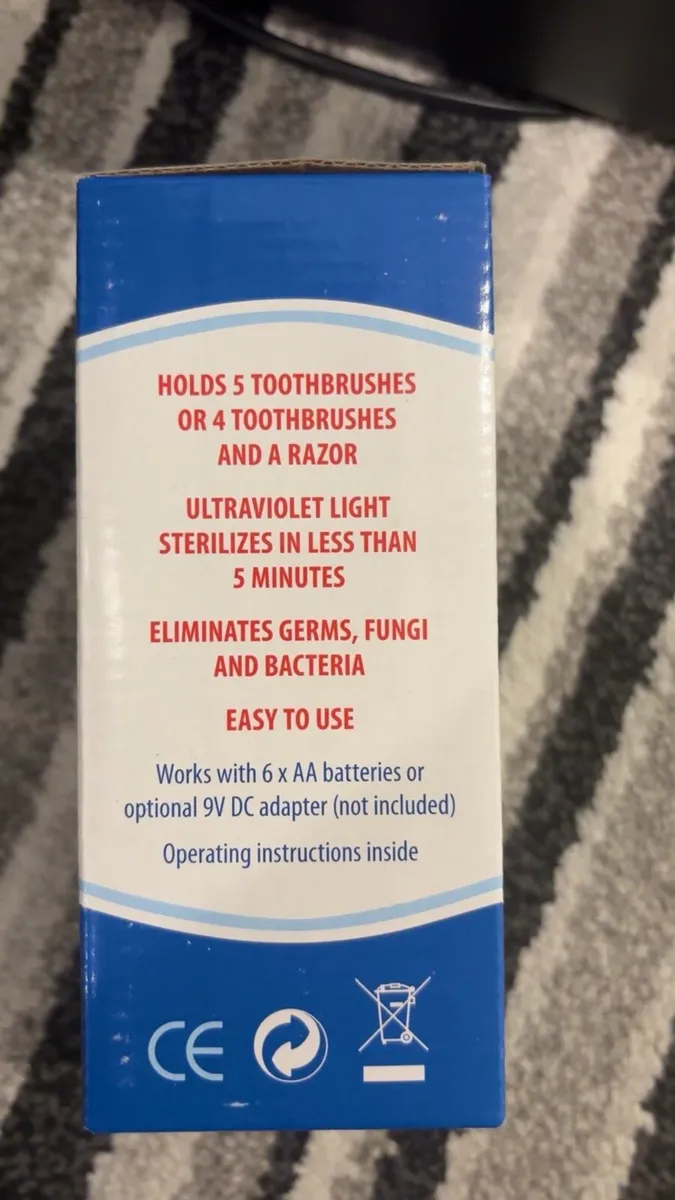 HOLDS 5 TOOTHBRUSHES
OR 4 TOOTHBRUSHES
AND A RAZOR
ULTRAVIOLET LIGHT
STERILIZES IN LESS THAN
5 MINUTES
ELIMINATES GERMS, FUNGI
AND BACTERIA
EASY TO USE
Works with 6 x AA batteries or
optional 9V DC adapter (not included)
Operating instructions inside
CE